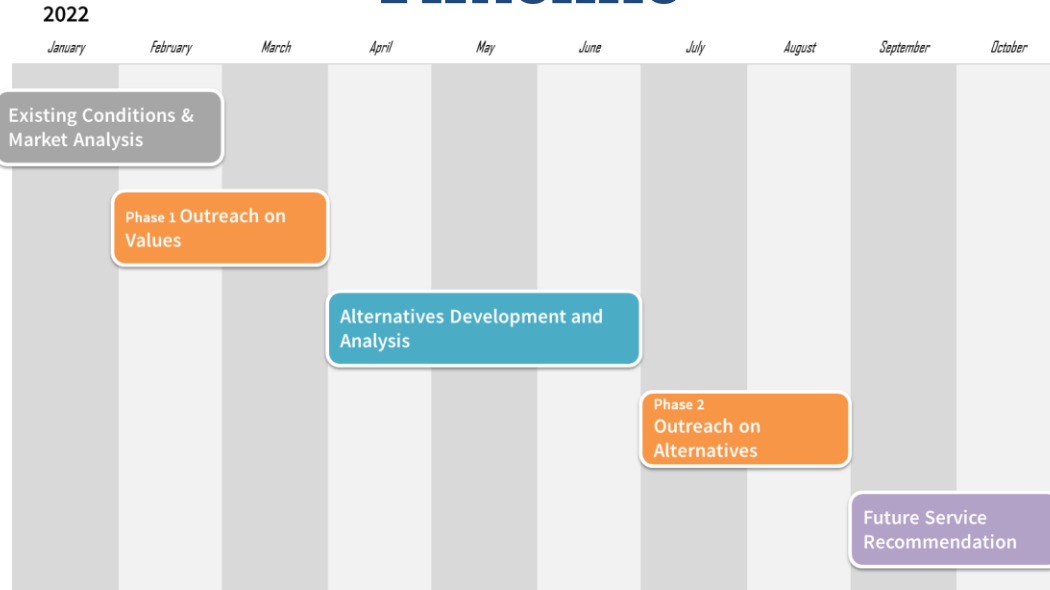 2022
January February March April May June July August September October
Existing Conditions &
Market Analysis
Phase 1 Outreach on
Values
Alternatives Development and
Analysis
Phase 2
Outreach on
Alternatives
Future Service
Recommendation